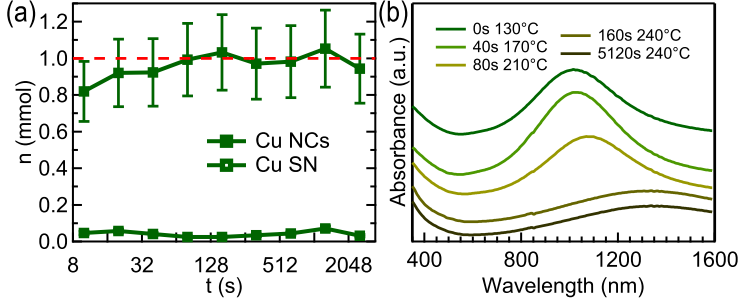 (a)
n (mmol)
1.2
1.0
0.8
0.6
0.4
0.2
0.0
Cu NCs
Cu SN
8 32 128 512 2048
t (s)
(b)
Absorbance (a.u.)
0s 130°C
40s 170°C
80s 210°C
160s 240°C
5120s 240°C
400 800 1200 1600
Wavelength (nm)